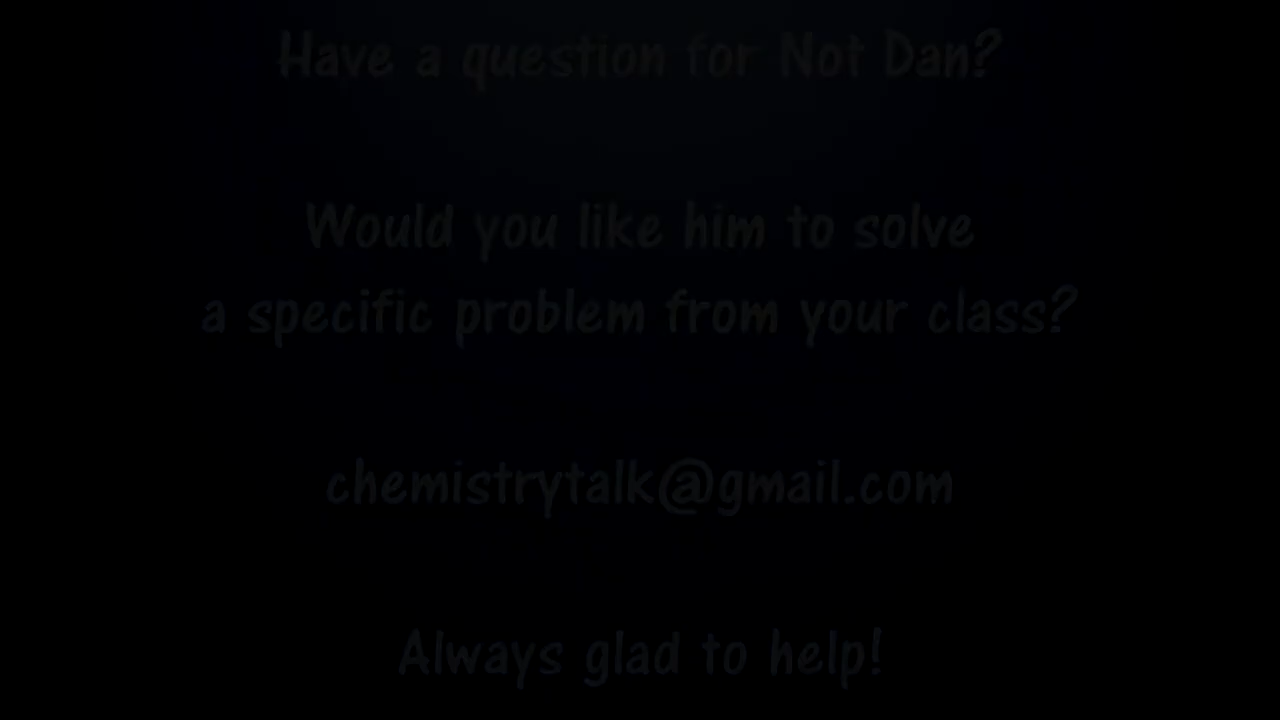 Have a question for Not Dan?
Would you like him to solve
a specific problem from your class?
chemistrytalk@gmail.com
Always glad to help!